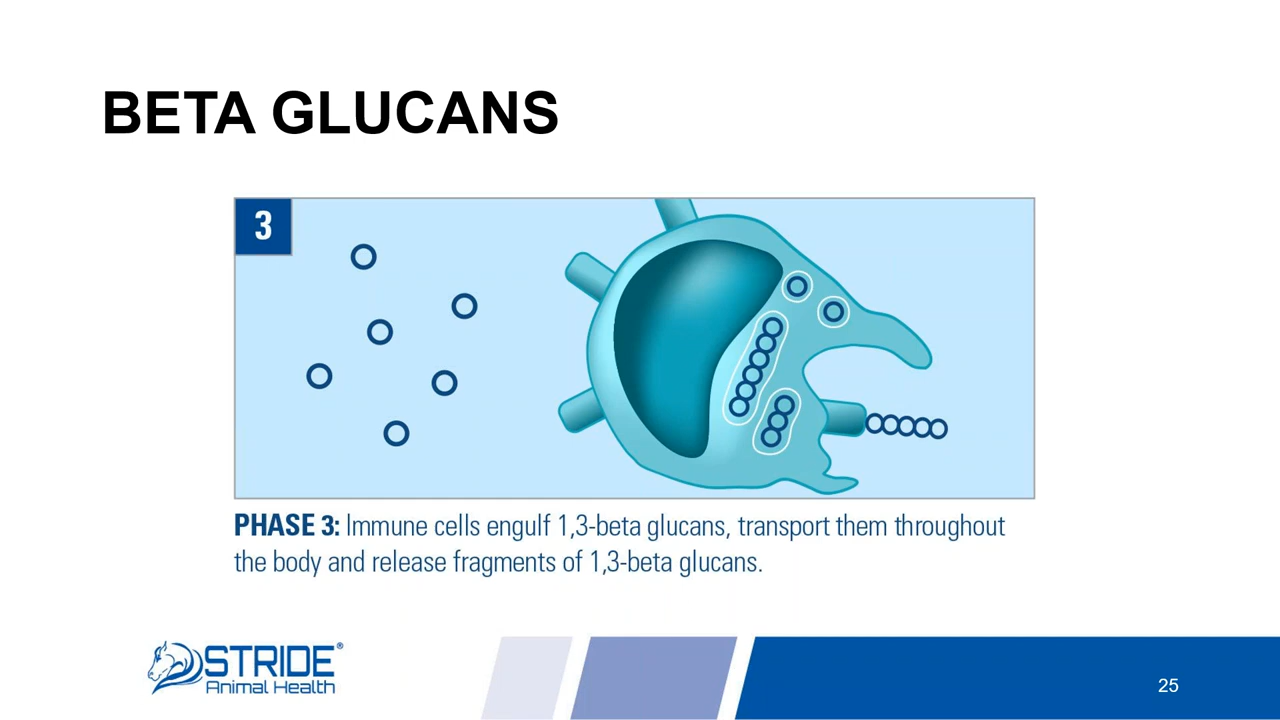 BETA GLUCANS
3
PHASE 3: Immune cells engulf 1,3-beta glucans, transport them throughout
the body and release fragments of 1,3-beta glucans.
STRIDE®
Animal Health
25